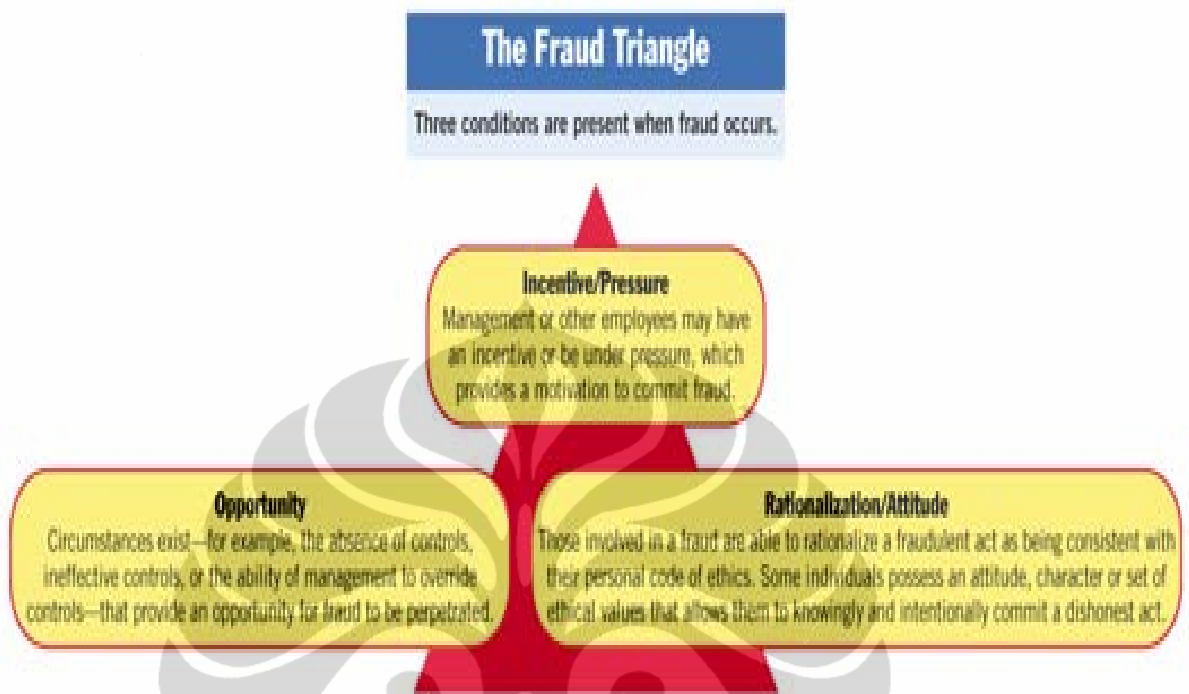 The Fraud Triangle
Three conditions are present when fraud occurs.
Incentive/Pressure
Management or other employees may have
an incentive or be under pressure, which
provides a motivation to commit fraud.
Opportunity
Circumstances exist—for example, the absence of controls,
ineffective controls, or the ability of management to override
controls—that provide an opportunity for fraud to be perpetrated.
Rationalization/Attitude
Those involved in a fraud are able to rationalize a fraudulent act as being consistent with
their personal code of ethics. Some individuals possess an attitude, character or set of
ethical values that allows them to knowingly and intentionally commit a dishonest act.